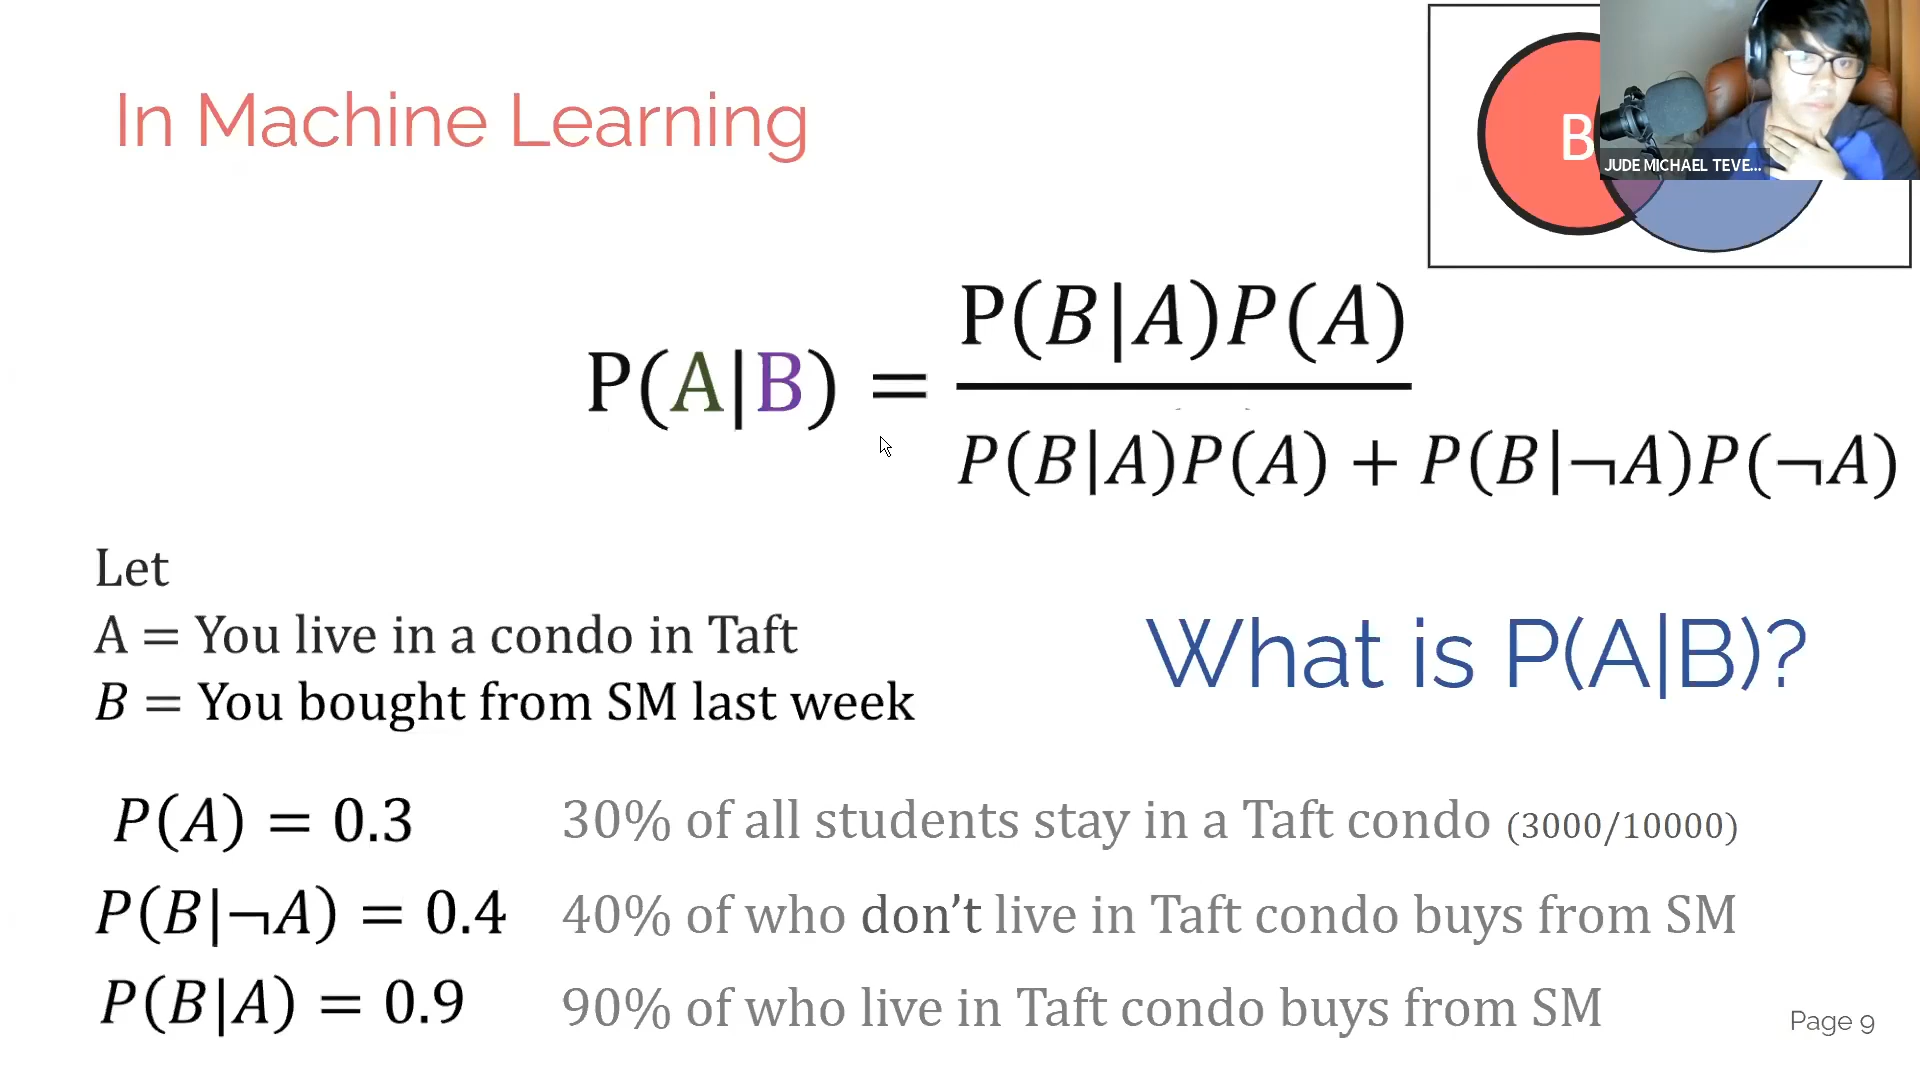 In Machine Learning
B
JUDE MICHAEL TEVE...
P(A|B) = P(B|A)P(A)
P(B|A)P(A) + P(B|¬A)P(¬A)
Let
A = You live in a condo in Taft
B = You bought from SM last week
What is P(A|B)?
P(A) = 0.3 30% of all students stay in a Taft condo (3000/10000)
P(B|¬A) = 0.4 40% of who don't live in Taft condo buys from SM
P(B|A) = 0.9 90% of who live in Taft condo buys from SM
Page 9